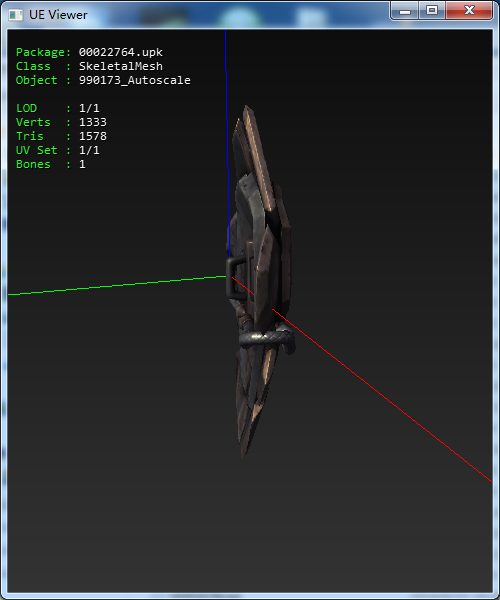 UE Viewer
Package: 00022764.upk
Class : SkeletalMesh
Object : 990173_Autoscale
LOD : 1/1
Verts : 1333
Tris : 1578
UV Set : 1/1
Bones : 1